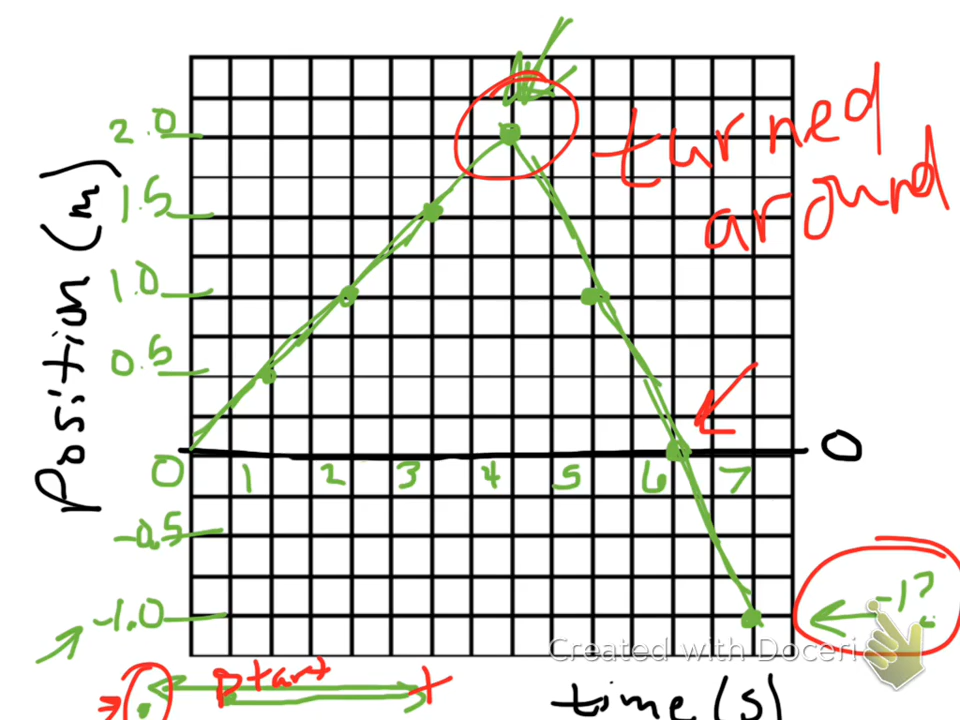 2.0
1.5
1.0
0.5
0
-0.5
-1.0
Position (m)
1 2 3 4 5 6 7
0
turned
around
-1?
Created with Doceri
start
time (s)